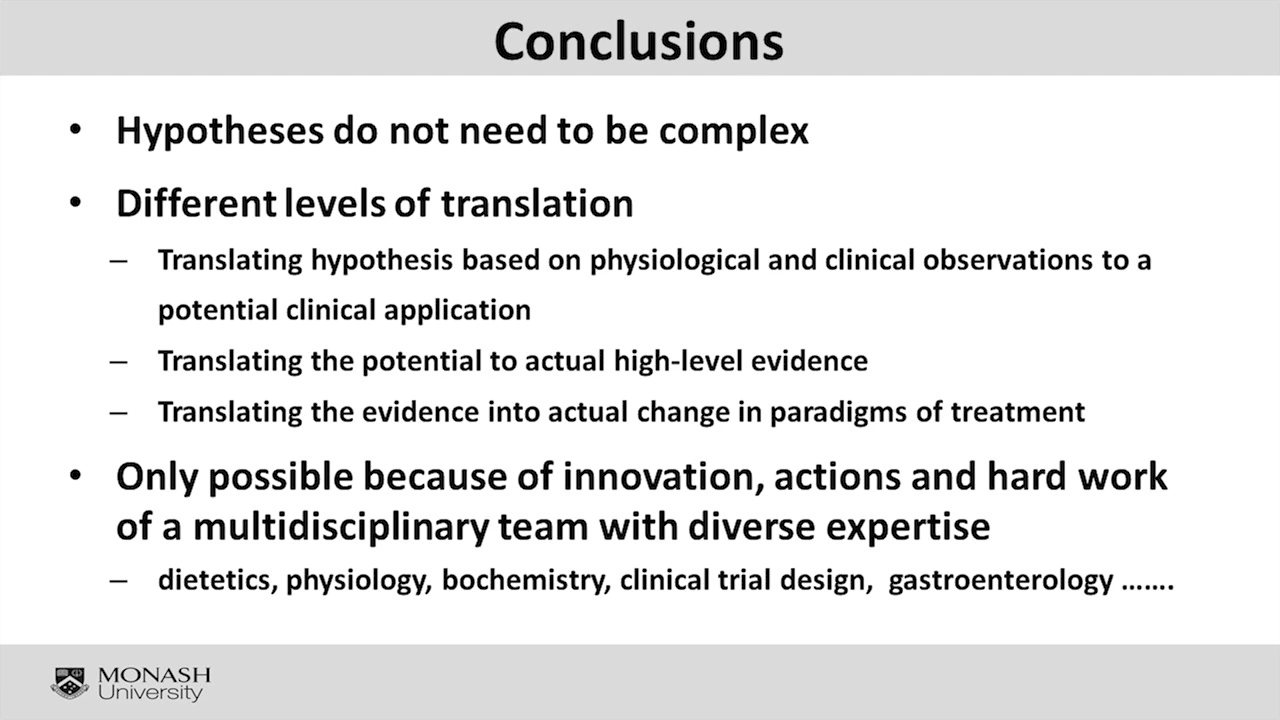 Conclusions
• Hypotheses do not need to be complex
• Different levels of translation
– Translating hypothesis based on physiological and clinical observations to a
potential clinical application
– Translating the potential to actual high-level evidence
– Translating the evidence into actual change in paradigms of treatment
• Only possible because of innovation, actions and hard work
of a multidisciplinary team with diverse expertise
– dietetics, physiology, bochemistry, clinical trial design, gastroenterology …….
MONASH
University